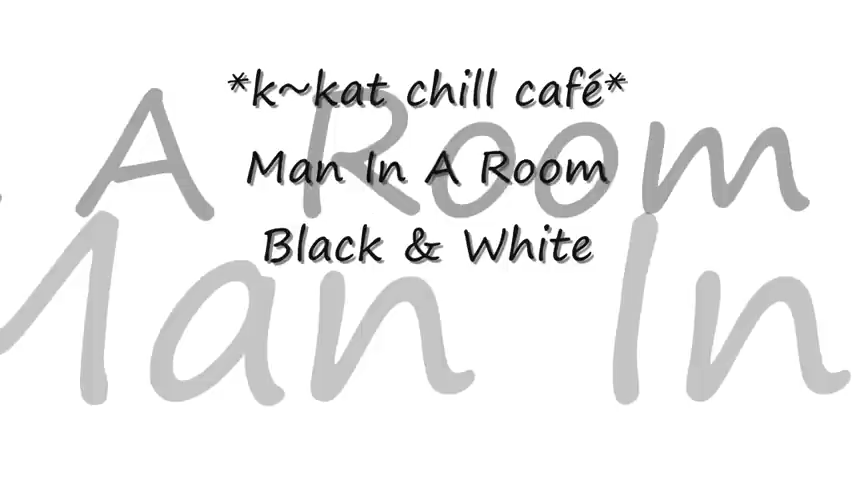 *k~kat chill café*
Man In A Room
Black & White
A Room
Man In